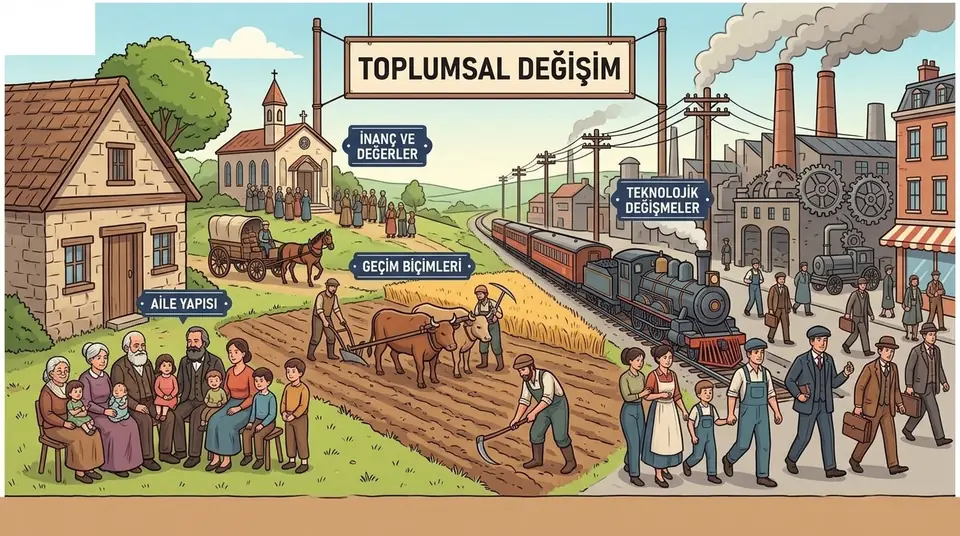 TOPLUMSAL DEĞİŞİM
İNANÇ VE
DEĞERLER
TEKNOLOJİK
DEĞİŞMELER
GEÇİM BİÇİMLERİ
AİLE YAPISI